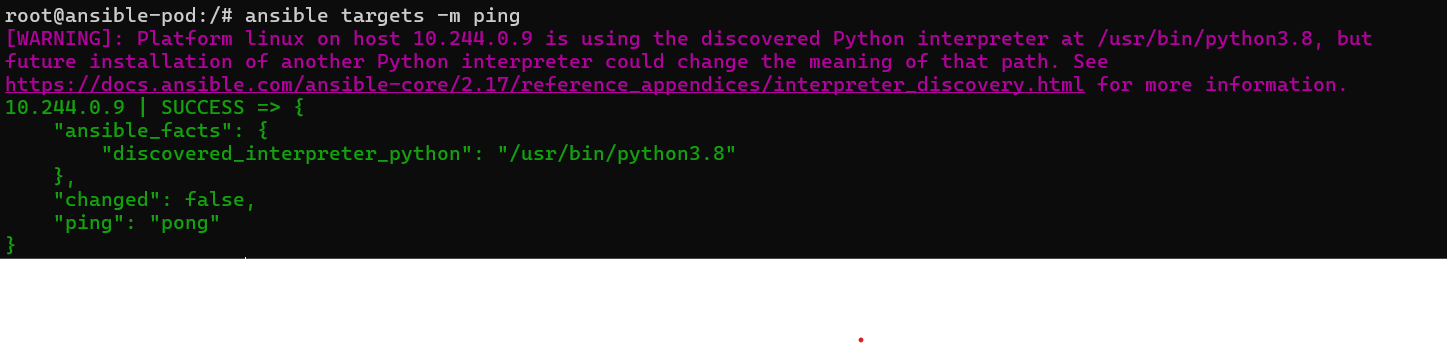 root@ansible-pod:/# ansible targets -m ping
[WARNING]: Platform linux on host 10.244.0.9 is using the discovered Python interpreter at /usr/bin/python3.8, but
future installation of another Python interpreter could change the meaning of that path. See
https://docs.ansible.com/ansible-core/2.17/reference_appendices/interpreter_discovery.html for more information.
10.244.0.9 | SUCCESS => {
    "ansible_facts": {
        "discovered_interpreter_python": "/usr/bin/python3.8"
    },
    "changed": false,
    "ping": "pong"
}